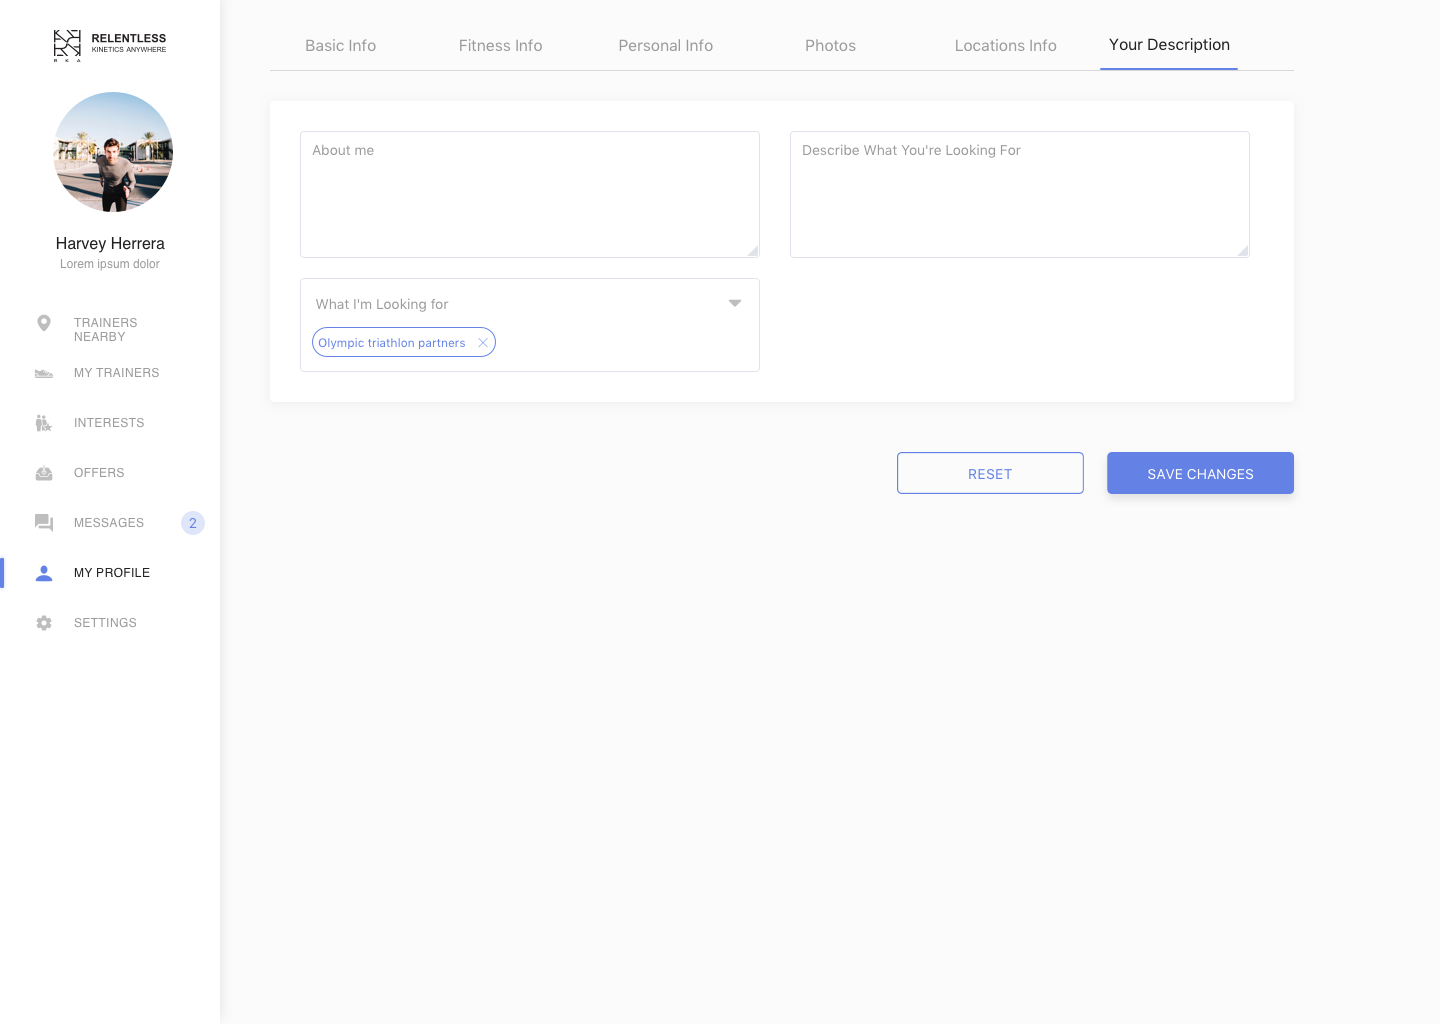 RELENTLESS
KINETICS ANYWHERE
R K A
Harvey Herrera
Lorem ipsum dolor
TRAINERS
NEARBY
MY TRAINERS
INTERESTS
OFFERS
MESSAGES 2
MY PROFILE
SETTINGS
Basic Info Fitness Info Personal Info Photos Locations Info Your Description
About me
Describe What You're Looking For
What I'm Looking for
Olympic triathlon partners
RESET
SAVE CHANGES